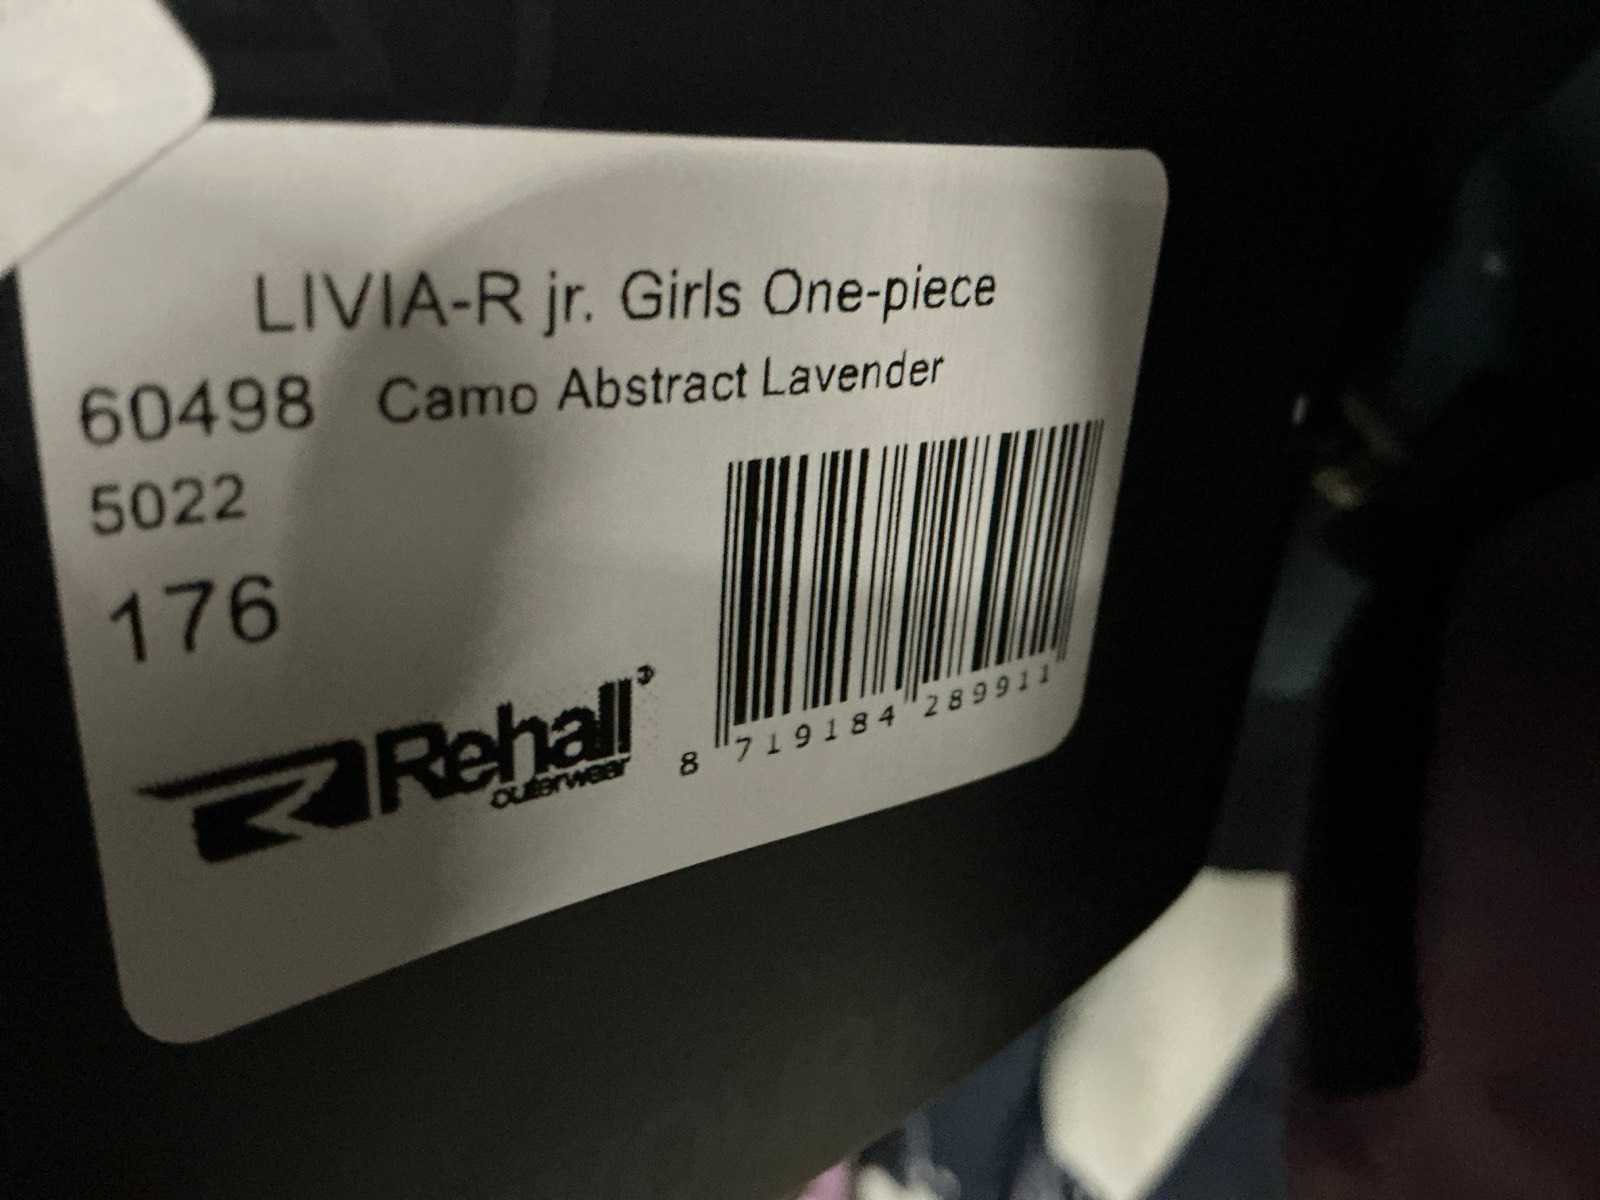 LIVIA-R jr. Girls One-piece
60498 Camo Abstract Lavender
5022
176
Rehall
outerwear
8 719184 289911